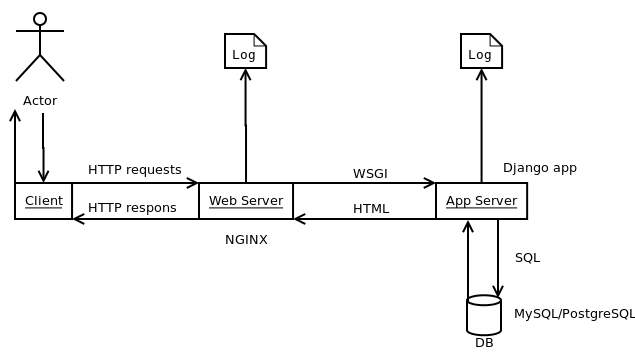 Log
Log
Actor
HTTP requests
WSGI
Django app
Client
Web Server
App Server
HTTP respons
HTML
NGINX
SQL
MySQL/PostgreSQL
DB